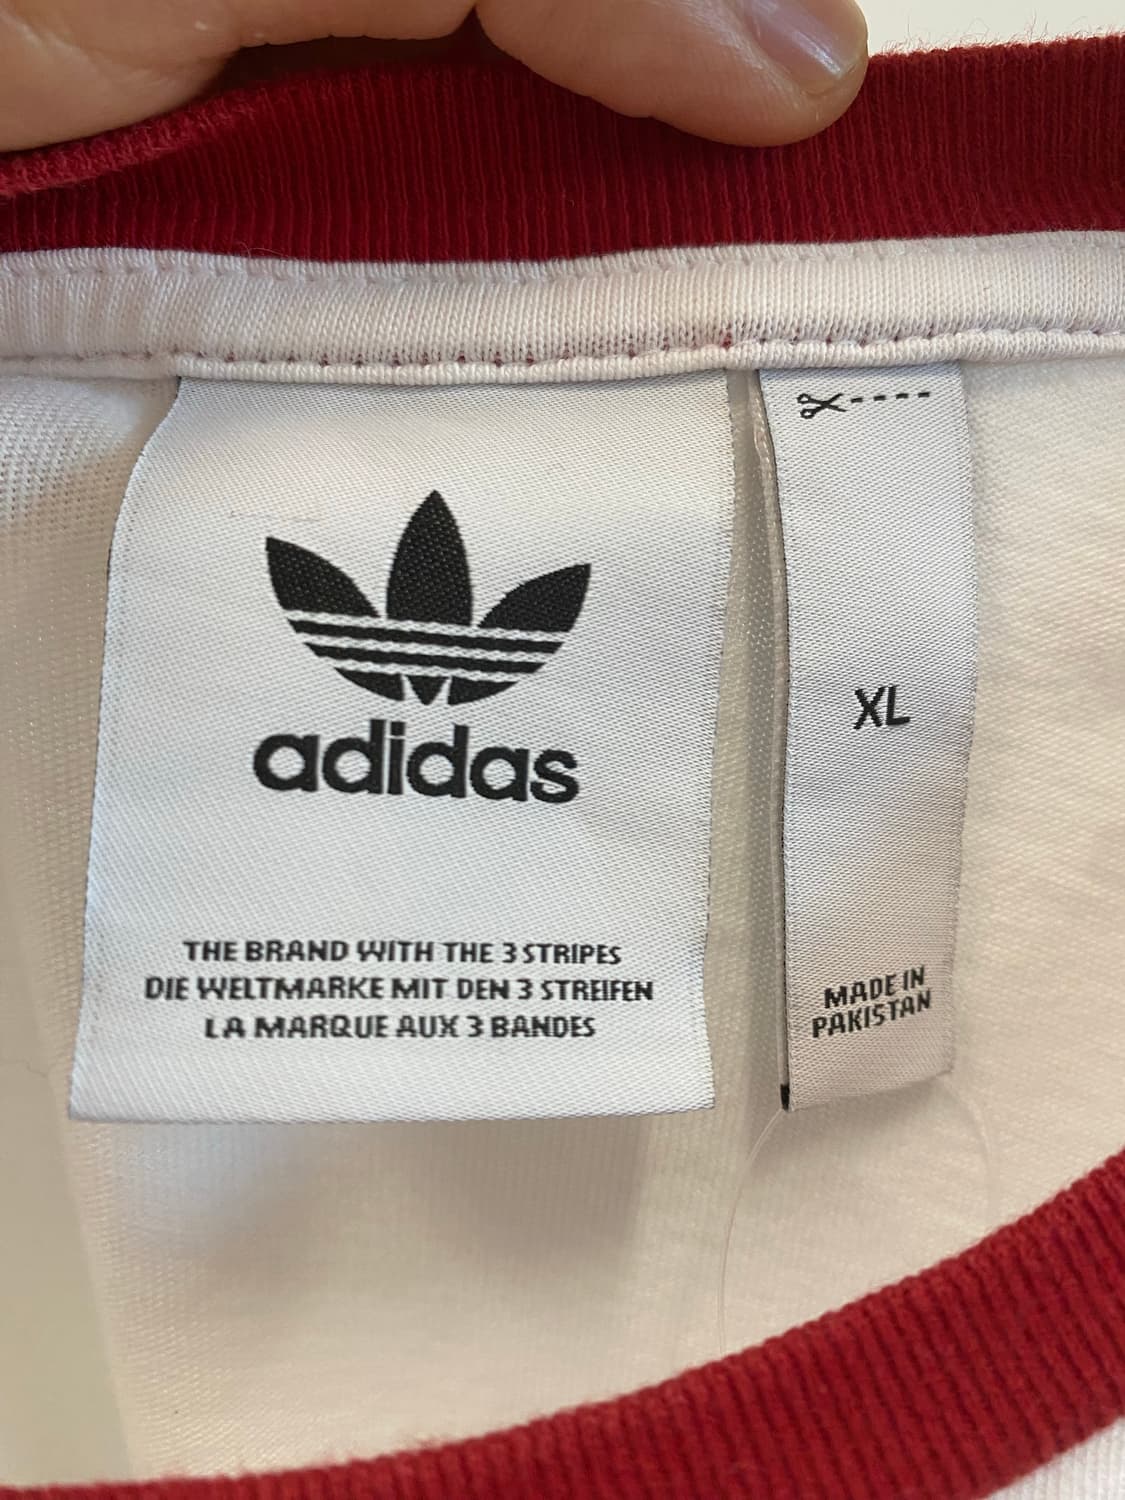 adidas
THE BRAND WITH THE 3 STRIPES
DIE WELTMARKE MIT DEN 3 STREIFEN
LA MARQUE AUX 3 BANDES
XL
MADE IN
PAKISTAN